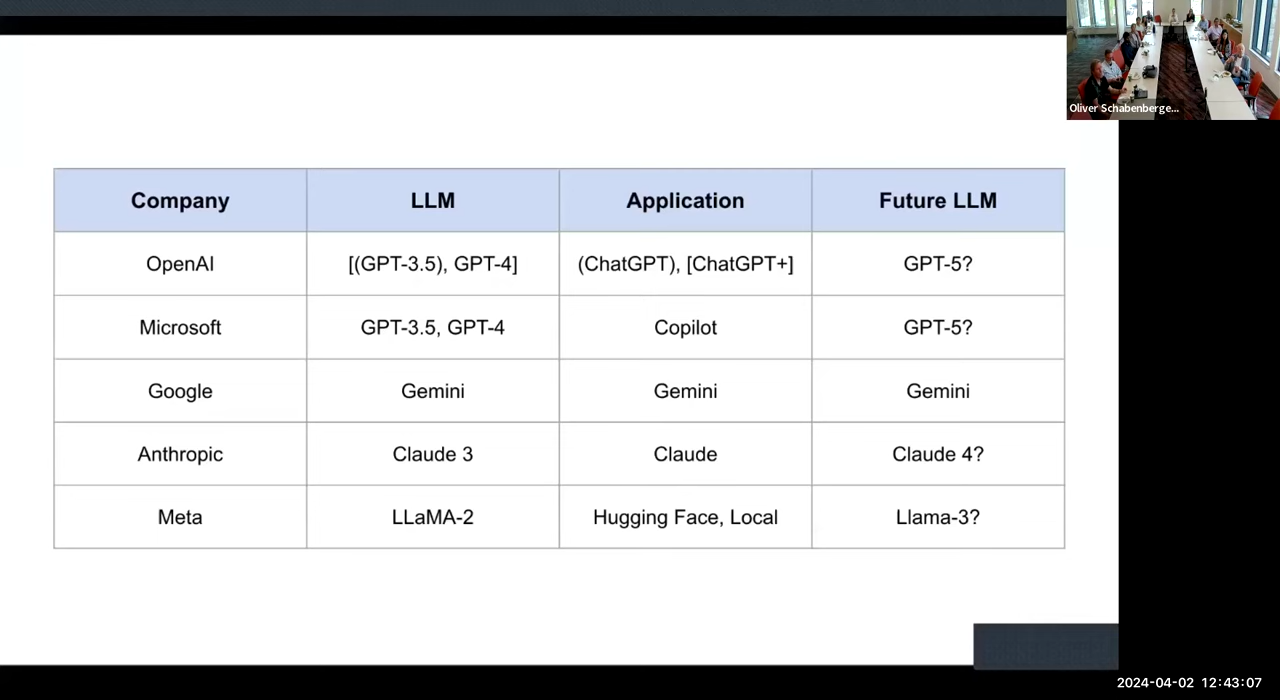 Oliver Schabenberge...
Company LLM Application Future LLM
OpenAI [(GPT-3.5), GPT-4] (ChatGPT), [ChatGPT+] GPT-5?
Microsoft GPT-3.5, GPT-4 Copilot GPT-5?
Google Gemini Gemini Gemini
Anthropic Claude 3 Claude Claude 4?
Meta LLaMA-2 Hugging Face, Local Llama-3?
2024-04-02 12:43:07